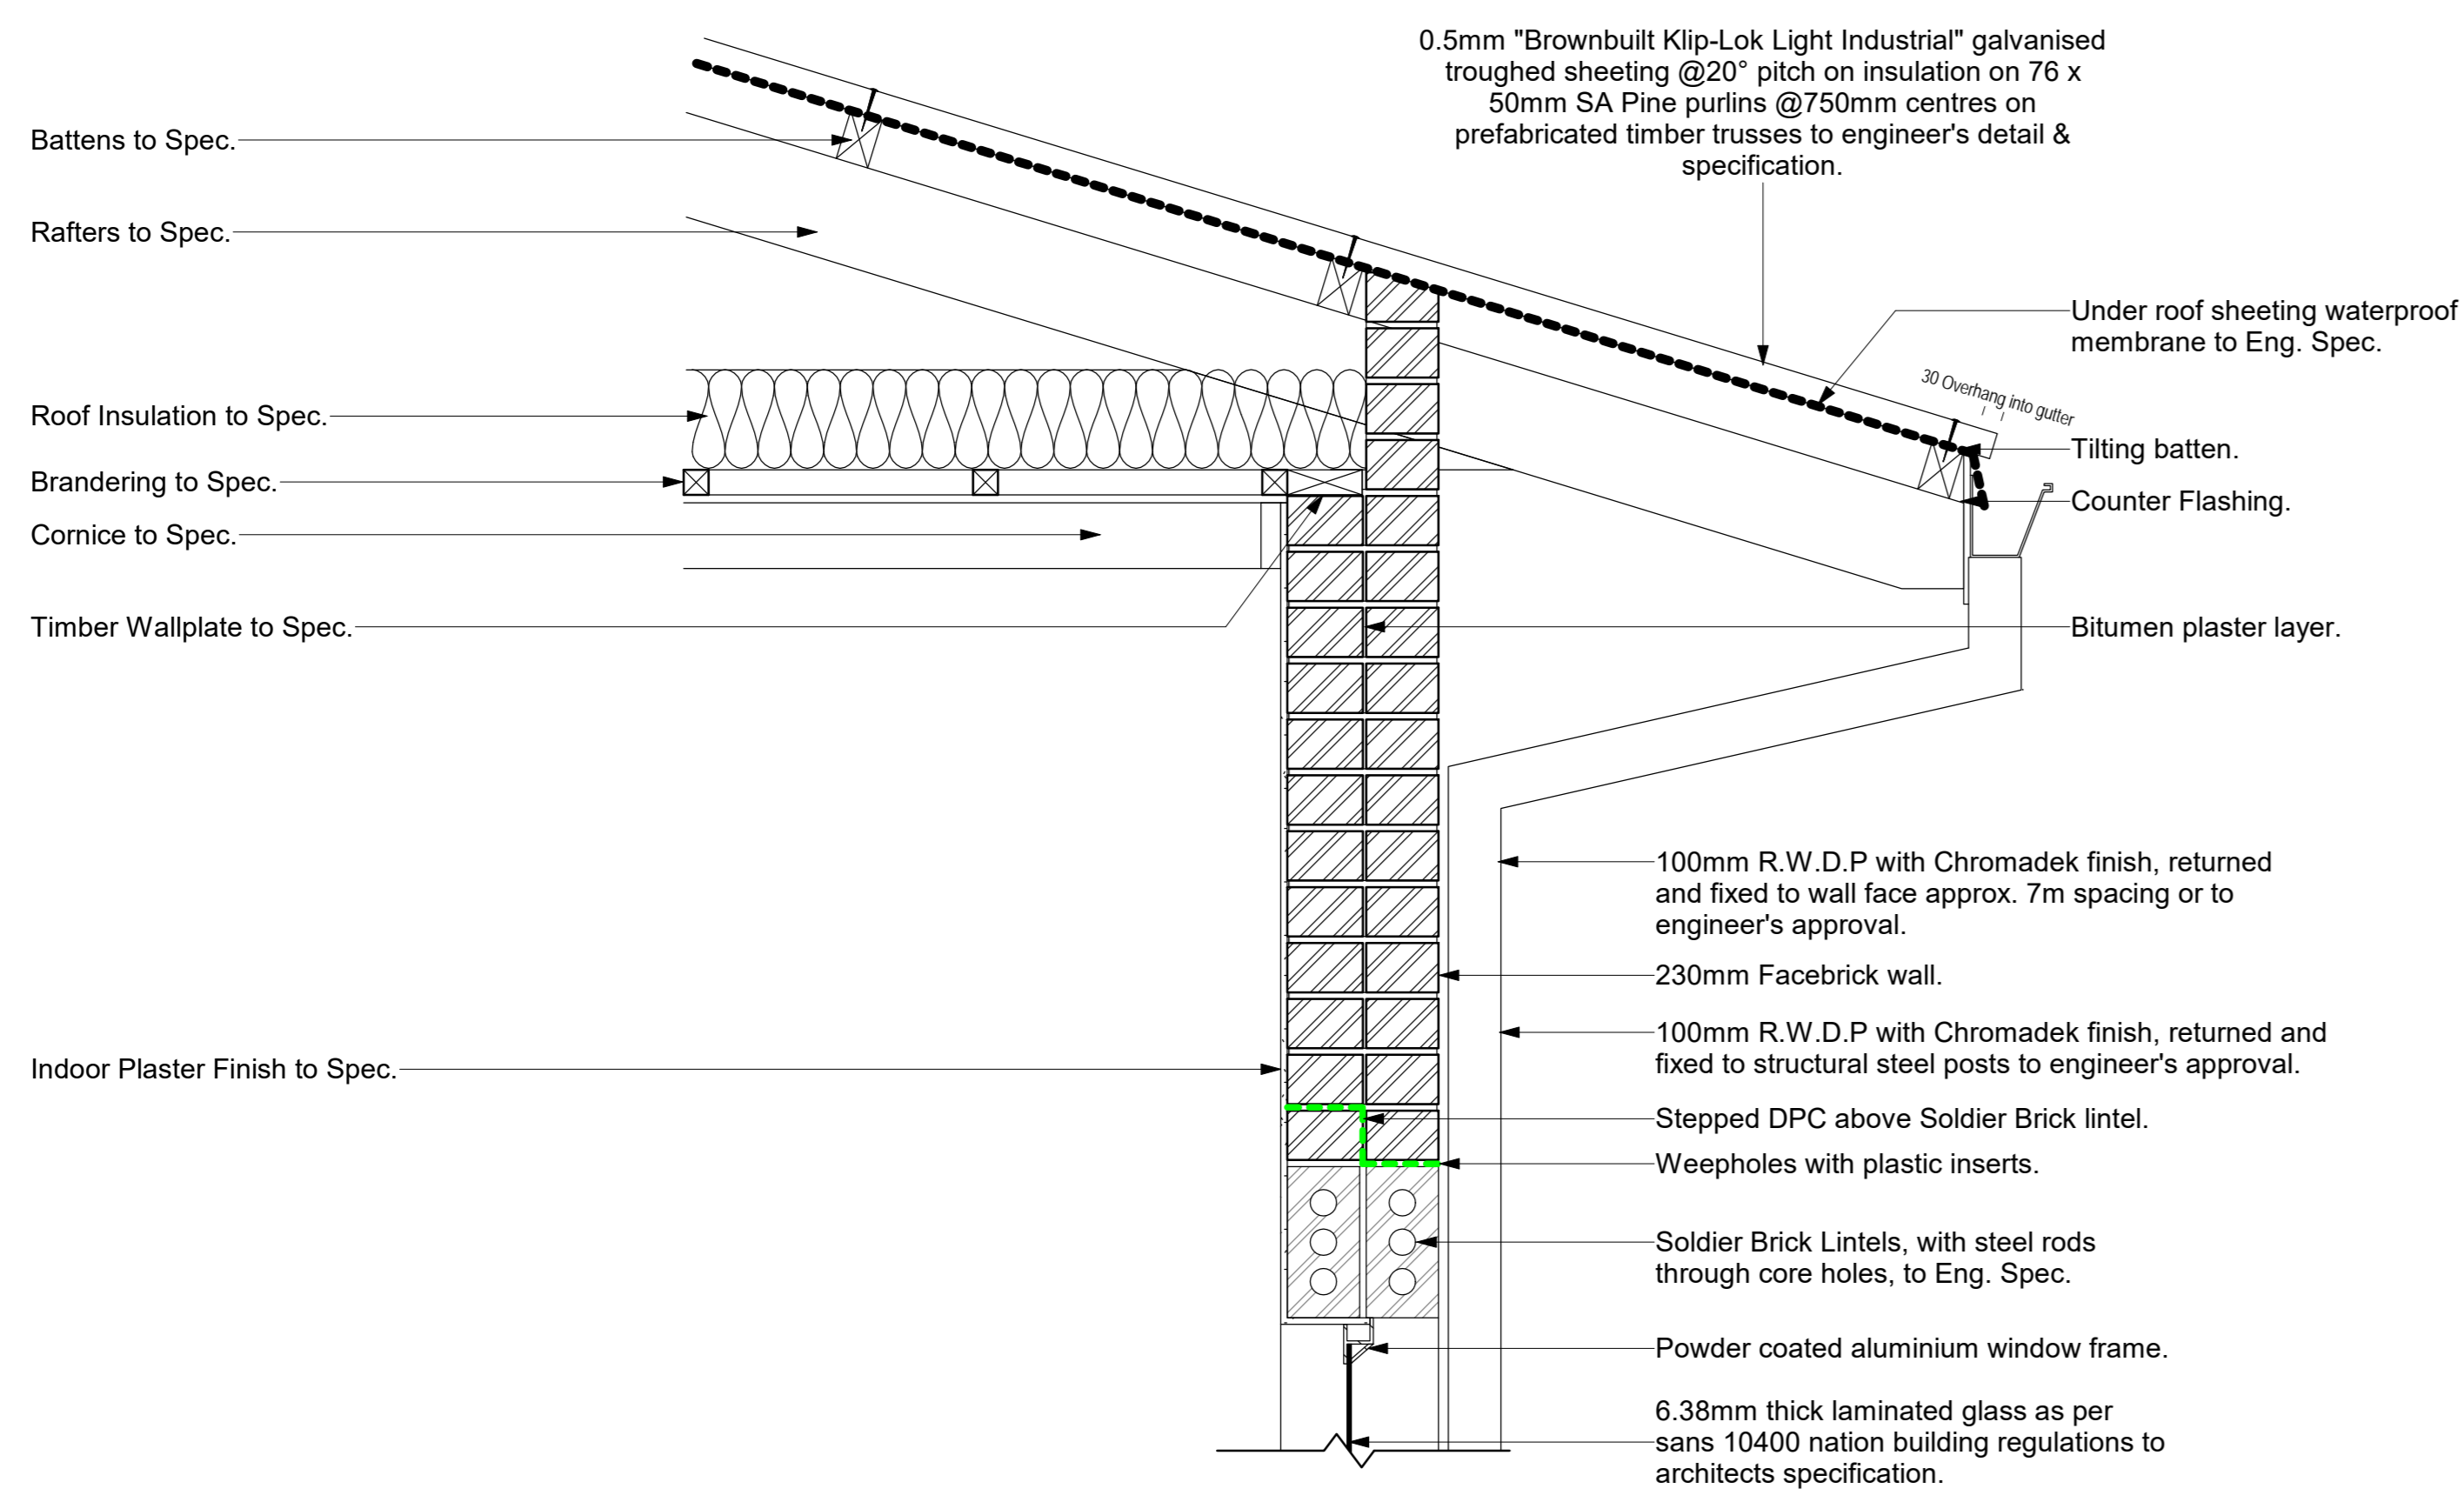 0.5mm "Brownbuilt Klip-Lok Light Industrial" galvanised
troughed sheeting @20° pitch on insulation on 76 x
50mm SA Pine purlins @750mm centres on
prefabricated timber trusses to engineer's detail &
specification.
Battens to Spec.
Rafters to Spec.
Roof Insulation to Spec.
Brandering to Spec.
Cornice to Spec.
Timber Wallplate to Spec.
Indoor Plaster Finish to Spec.
Under roof sheeting waterproof
membrane to Eng. Spec.
30 Overhang into gutter
Tilting batten.
Counter Flashing.
Bitumen plaster layer.
100mm R.W.D.P with Chromadek finish, returned
and fixed to wall face approx. 7m spacing or to
engineer's approval.
230mm Facebrick wall.
100mm R.W.D.P with Chromadek finish, returned and
fixed to structural steel posts to engineer's approval.
Stepped DPC above Soldier Brick lintel.
Weepholes with plastic inserts.
Soldier Brick Lintels, with steel rods
through core holes, to Eng. Spec.
Powder coated aluminium window frame.
6.38mm thick laminated glass as per
sans 10400 nation building regulations to
architects specification.